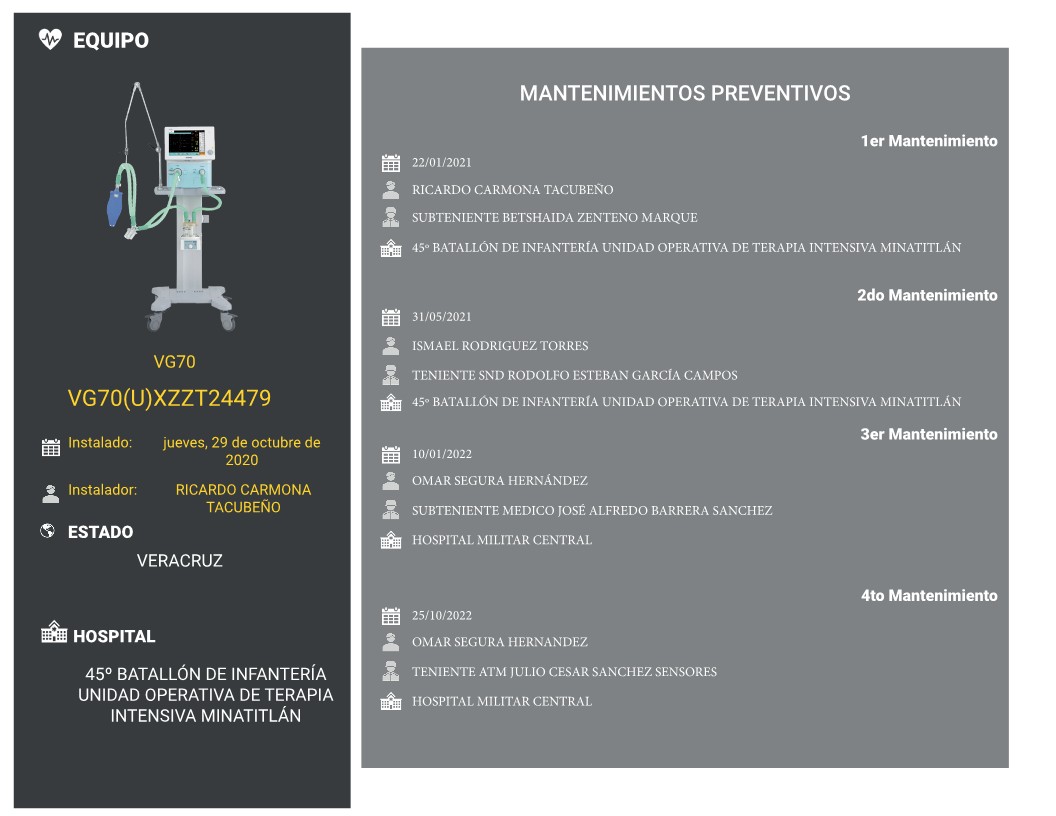 EQUIPO
VG70
VG70(U)XZZT24479
Instalado: jueves, 29 de octubre de
2020
Instalador: RICARDO CARMONA
TACUBEÑO
ESTADO
VERACRUZ
HOSPITAL
45º BATALLÓN DE INFANTERÍA
UNIDAD OPERATIVA DE TERAPIA
INTENSIVA MINATITLÁN
MANTENIMIENTOS PREVENTIVOS
1er Mantenimiento
22/01/2021
RICARDO CARMONA TACUBEÑO
SUBTENIENTE BETSHAIDA ZENTENO MARQUE
45º BATALLÓN DE INFANTERÍA UNIDAD OPERATIVA DE TERAPIA INTENSIVA MINATITLÁN
2do Mantenimiento
31/05/2021
ISMAEL RODRIGUEZ TORRES
TENIENTE SND RODOLFO ESTEBAN GARCÍA CAMPOS
45º BATALLÓN DE INFANTERÍA UNIDAD OPERATIVA DE TERAPIA INTENSIVA MINATITLÁN
3er Mantenimiento
10/01/2022
OMAR SEGURA HERNÁNDEZ
SUBTENIENTE MEDICO JOSÉ ALFREDO BARRERA SANCHEZ
HOSPITAL MILITAR CENTRAL
4to Mantenimiento
25/10/2022
OMAR SEGURA HERNANDEZ
TENIENTE ATM JULIO CESAR SANCHEZ SENSORES
HOSPITAL MILITAR CENTRAL